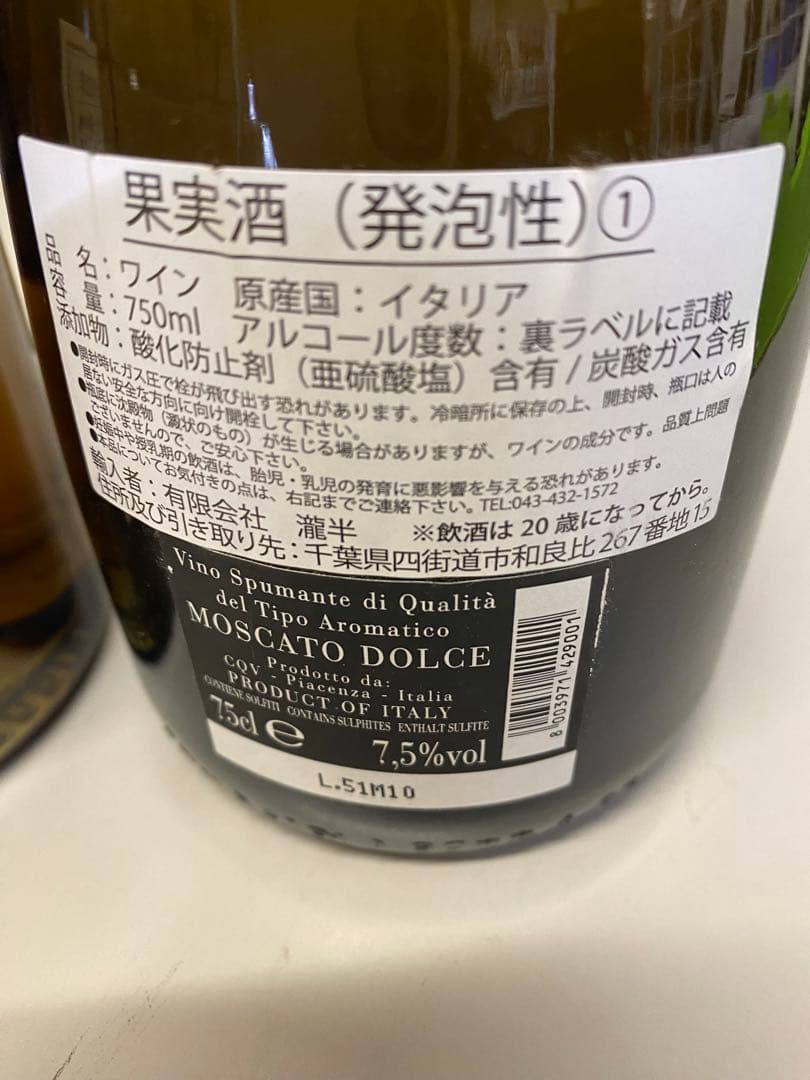 果実酒（発泡性）①
品　名：ワイン　原産国：イタリア
容　量：750ml　アルコール度数：裏ラベルに記載
添加物：酸化防止剤（亜硫酸塩）含有/炭酸ガス含有
●開封時にガス圧で栓が飛び出す恐れがあります。冷暗所に保存の上、開封時、瓶口は人の
居ない安全な方向に向け開栓して下さい。
●瓶底に沈殿物（澱状のもの）が生じる場合がありますが、ワインの成分です。品質上問題
ございませんので、ご安心下さい。
●妊娠中や授乳期の飲酒は、胎児・乳児の発育に悪影響を与える恐れがあります。
●本品についてお気付きの点は、右記までご連絡下さい。TEL:043-432-1572
輸入者：有限会社　瀧半　※飲酒は20歳になってから。
住所及び引き取り先：千葉県四街道市和良比267番地15
Vino Spumante di Qualità
del Tipo Aromatico
MOSCATO DOLCE
Prodotto da:
CQV - Piacenza - Italia
PRODUCT OF ITALY
CONTIENE SOLFITI CONTAINS SULPHITES ENTHALT SULFITE
75cl e 7,5%vol
8 003971 429001
L.51M10